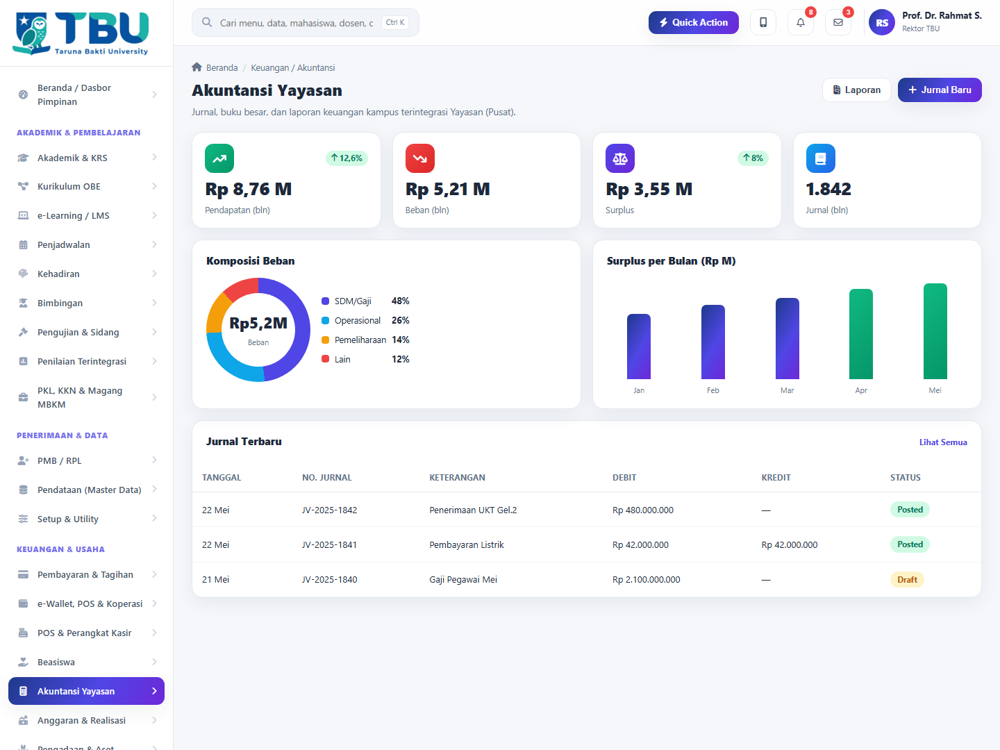 TBU
Taruna Bakti University
Cari menu, data, mahasiswa, dosen, c
Ctrl K
Quick Action
8
3
RS
Prof. Dr. Rahmat S.
Rektor TBU
Beranda / Dasbor
Pimpinan
AKADEMIK & PEMBELAJARAN
Akademik & KRS
Kurikulum OBE
e-Learning / LMS
Penjadwalan
Kehadiran
Bimbingan
Pengujian & Sidang
Penilaian Terintegrasi
PKL, KKN & Magang
MBKM
PENERIMAAN & DATA
PMB / RPL
Pendataan (Master Data)
Setup & Utility
KEUANGAN & USAHA
Pembayaran & Tagihan
e-Wallet, POS & Koperasi
POS & Perangkat Kasir
Beasiswa
Akuntansi Yayasan
Anggaran & Realisasi
Pengadaan & Aset
Beranda / Keuangan / Akuntansi
Akuntansi Yayasan
Jurnal, buku besar, dan laporan keuangan kampus terintegrasi Yayasan (Pusat).
Laporan
Jurnal Baru
12,6%
Rp 8,76 M
Pendapatan (bln)
Rp 5,21 M
Beban (bln)
8%
Rp 3,55 M
Surplus
1.842
Jurnal (bln)
Komposisi Beban
Rp5,2M
Beban
SDM/Gaji 48%
Operasional 26%
Pemeliharaan 14%
Lain 12%
Surplus per Bulan (Rp M)
Jan Feb Mar Apr Mei
Jurnal Terbaru
Lihat Semua
TANGGAL NO. JURNAL KETERANGAN DEBIT KREDIT STATUS
22 Mei JV-2025-1842 Penerimaan UKT Gel.2 Rp 480.000.000 — Posted
22 Mei JV-2025-1841 Pembayaran Listrik Rp 42.000.000 Rp 42.000.000 Posted
21 Mei JV-2025-1840 Gaji Pegawai Mei Rp 2.100.000.000 — Draft